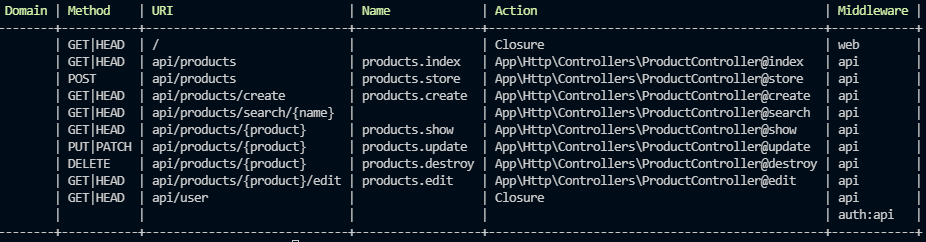 Domain | Method | URI | Name | Action | Middleware |
-------+----------+---------------------------+------------------+--------------------------------------------+------------+
| GET|HEAD | / | | Closure | web |
| GET|HEAD | api/products | products.index | App\Http\Controllers\ProductController@index | api |
| POST | api/products | products.store | App\Http\Controllers\ProductController@store | api |
| GET|HEAD | api/products/create | products.create | App\Http\Controllers\ProductController@create | api |
| GET|HEAD | api/products/search/{name} | | App\Http\Controllers\ProductController@search | api |
| GET|HEAD | api/products/{product} | products.show | App\Http\Controllers\ProductController@show | api |
| PUT|PATCH | api/products/{product} | products.update | App\Http\Controllers\ProductController@update | api |
| DELETE | api/products/{product} | products.destroy | App\Http\Controllers\ProductController@destroy | api |
| GET|HEAD | api/products/{product}/edit | products.edit | App\Http\Controllers\ProductController@edit | api |
| GET|HEAD | api/user | | Closure | api |
| | | | | auth:api |
-------+----------+---------------------------+------------------+--------------------------------------------+------------+